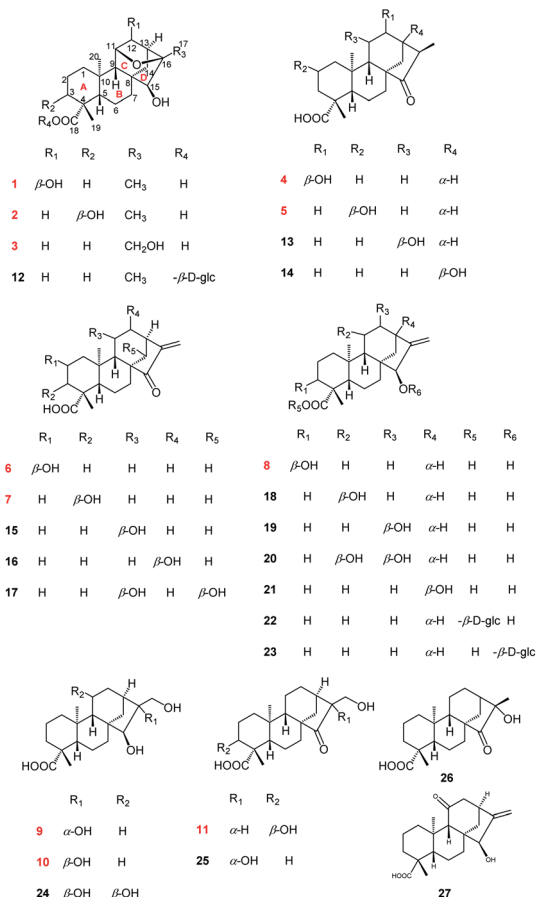 R1
17
11 12 13 R3
20 O 16
1 9 C 14 D
2 10 H 8 15
A B OH
3 4 5 7
R2 H 6
R4OOC 19
18
R1 R2 R3 R4
1 β-OH H CH3 H
2 H β-OH CH3 H
3 H H CH2OH H
12 H H CH3 -β-D-glc
R1
R3 R4
R2
H
O
HOOC H
R1 R2 R3 R4
4 β-OH H H α-H
5 H β-OH H α-H
13 H H β-OH α-H
14 H H H β-OH
R4
R3 H
R1 R5
H
R2 O
HOOC H
R1 R2 R3 R4 R5
6 β-OH H H H H
7 H β-OH H H H
15 H H β-OH H H
16 H H H β-OH H
17 H H β-OH H β-OH
R3
R2 R4
H
R1 OR6
R5OOC H
R1 R2 R3 R4 R5 R6
8 β-OH H H α-H H H
18 H β-OH H α-H H H
19 H H β-OH α-H H H
20 H β-OH β-OH α-H H H
21 H H H β-OH H H
22 H H H α-H -β-D-glc H
23 H H H α-H H -β-D-glc
R2 H
OH
R1
H
OH
HOOC H
R1 R2
9 α-OH H
10 β-OH H
24 β-OH β-OH
H
OH
R1
H
R2 O
HOOC H
R1 R2
11 α-H β-OH
25 α-OH H
OH
H
O
HOOC H
26
O H
H
OH
HOOC H
27